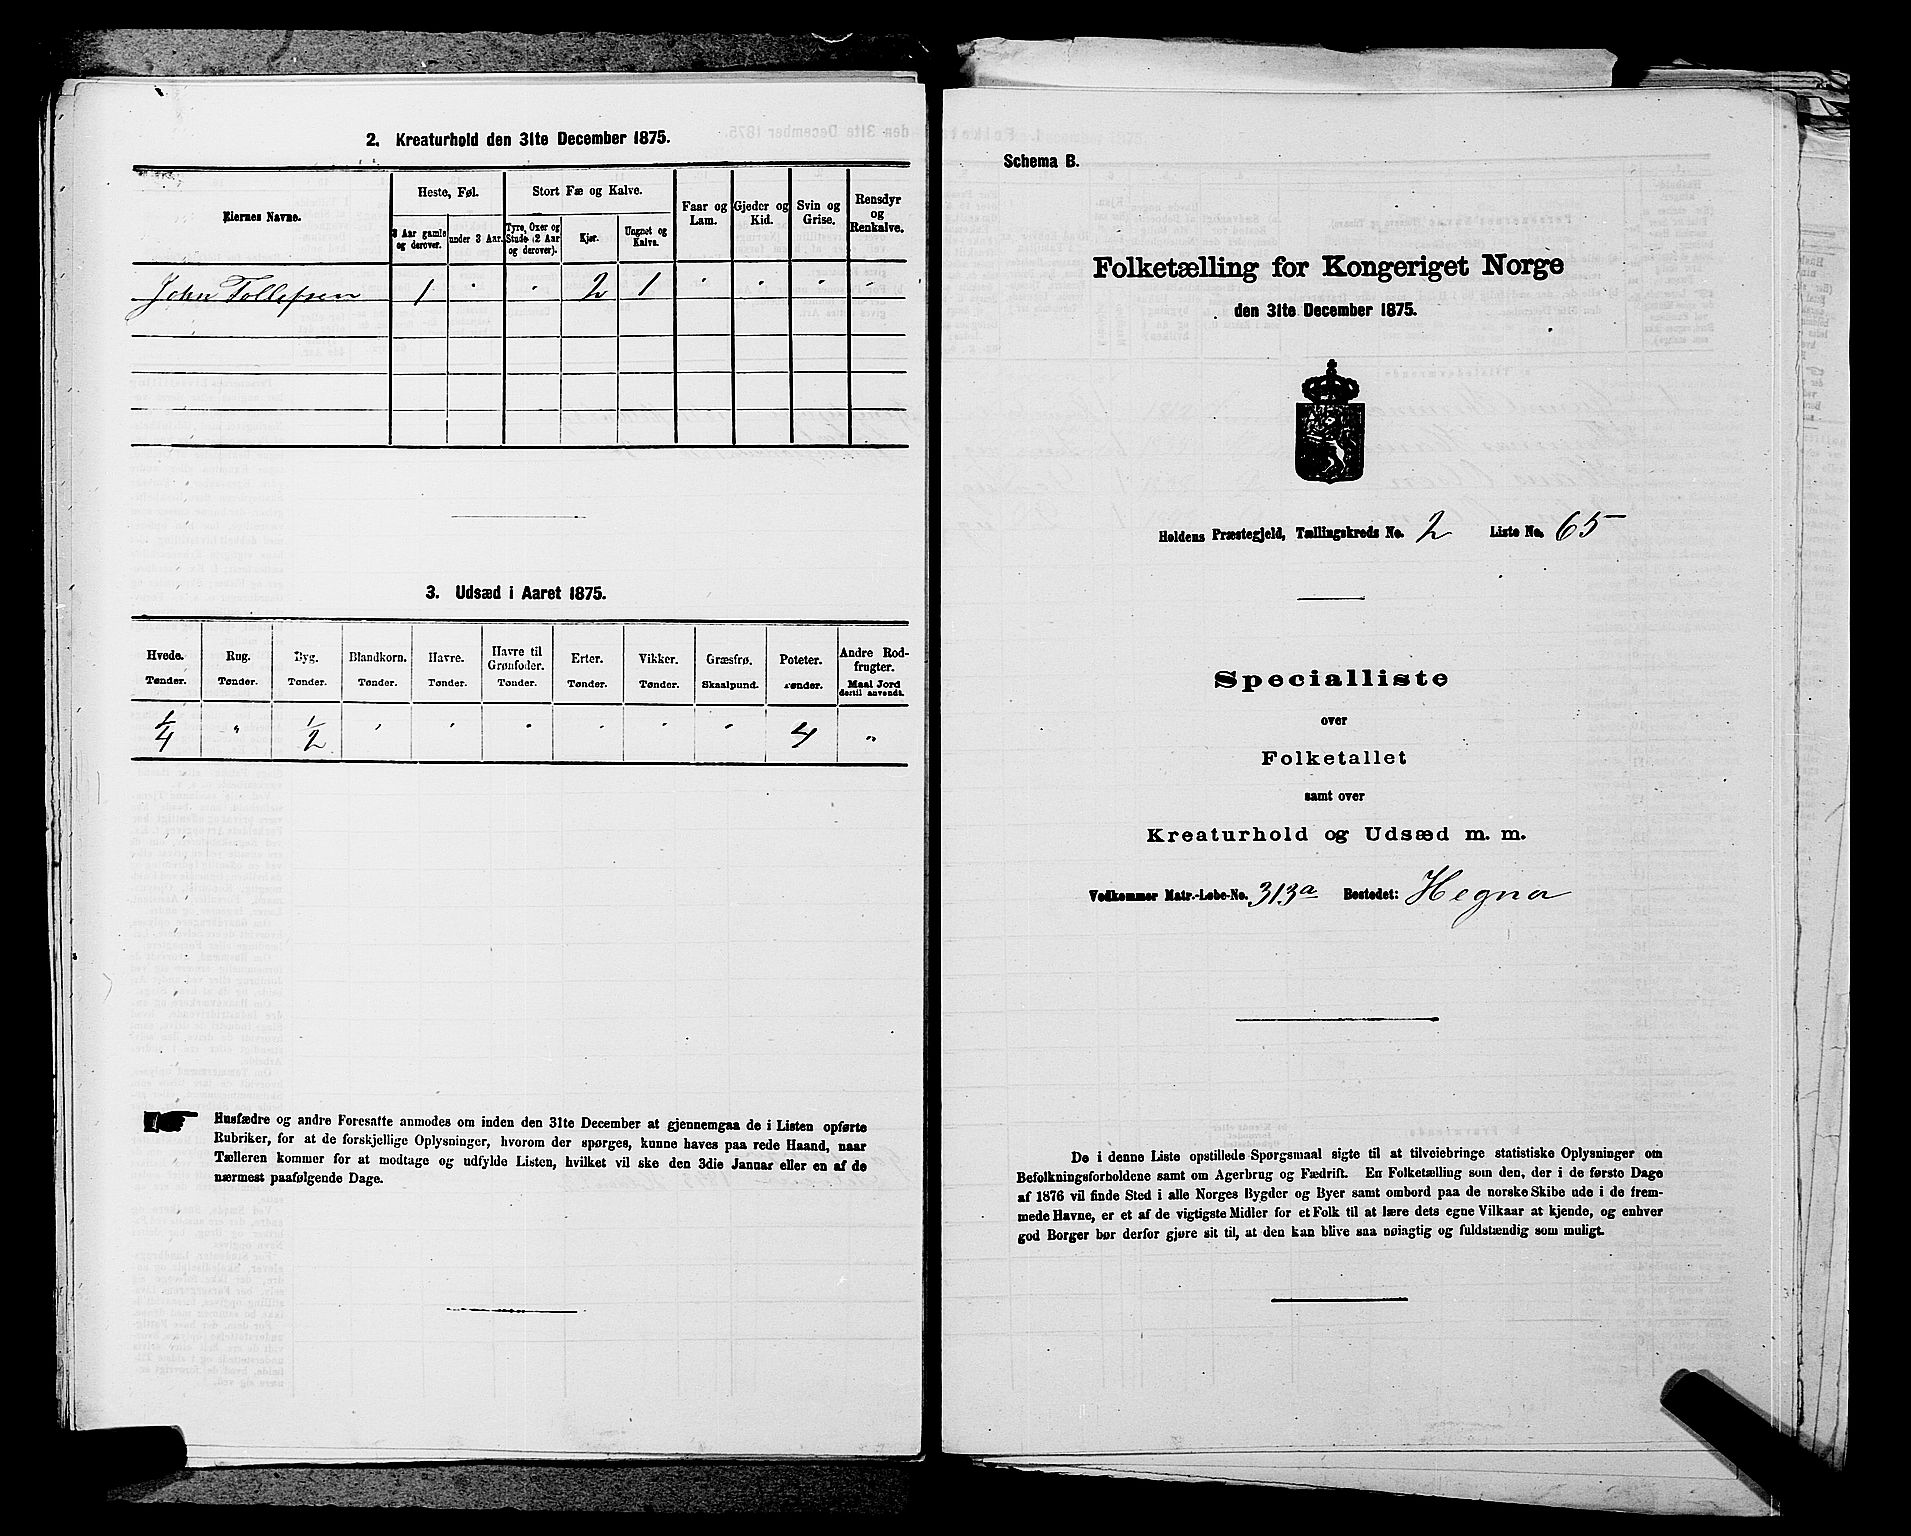 2. Kreaturhold den 31te December 1875.
Eiernes Navne.
Heste, Føl.
Stort Fæ og Kalve.
Faar og Lam.
Gjeder og Kid.
Svin og Grise.
Rensdyr og Renkalve.
3 Aar gamle og derover.
under 3 Aar.
Tyre, Oxer og Stude (2 Aar og derover).
Kjør.
Ungnet og Kalve.
John Tollefsen 1 " " 2 1 " " " "
3. Udsæd i Aaret 1875.
Hvede. Rug. Byg. Blandkorn. Havre. Havre til Grønfoder. Erter. Vikker. Græsfrø. Poteter. Andre Rodfrugter.
Tønder. Tønder. Tønder. Tønder. Tønder. Tønder. Tønder. Tønder. Skaalpund. Tønder. Maal Jord dertil anvendt.
1/4 " 1/2 " " " " " " 4 "
Husfædre og andre Foresatte anmodes om inden den 31te December at gjennemgaa de i Listen opførte
Rubriker, for at de forskjellige Oplysninger, hvorom der spørges, kunne haves paa rede Haand, naar
Tælleren kommer for at modtage og udfylde Listen, hvilket vil ske den 3die Januar eller en af de
nærmest paafølgende Dage.
Schema B.
Folketælling for Kongeriget Norge
den 31te December 1875.
Holdens Præstegjeld, Tællingskreds No. 2 Liste No. 65
Specialliste
over
Folketallet
samt over
Kreaturhold og Udsæd m. m.
Vedkommer Matr.-Løbe-No. 313a Bostedet: Hegna
De i denne Liste opstillede Spørgsmaal sigte til at tilveiebringe statistiske Oplysninger om
Befolkningsforholdene samt om Agerbrug og Fædrift. En Folketælling som den, der i de første Dage
af 1876 vil finde Sted i alle Norges Bygder og Byer samt ombord paa de norske Skibe ude i de frem-
mede Havne, er et af de vigtigste Midler for et Folk til at lære dets egne Vilkaar at kjende, og enhver
god Borger bør derfor gjøre sit til, at den kan blive saa nøiagtig og fuldstændig som muligt.